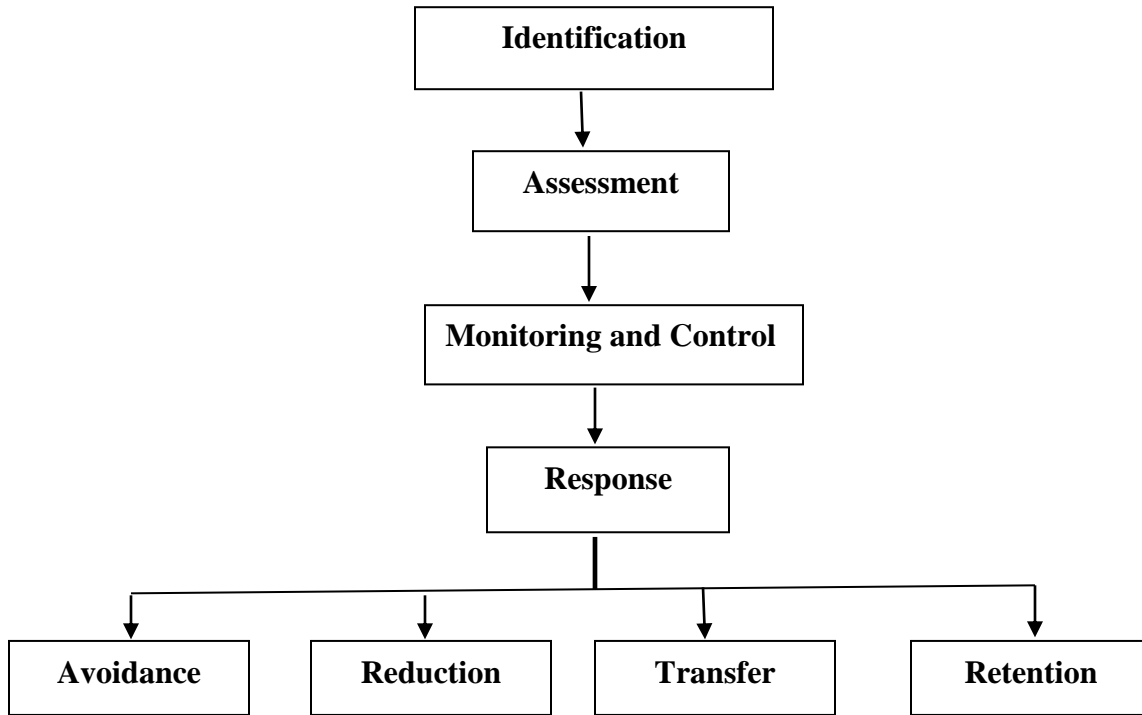 Identification
Assessment
Monitoring and Control
Response
Avoidance
Reduction
Transfer
Retention